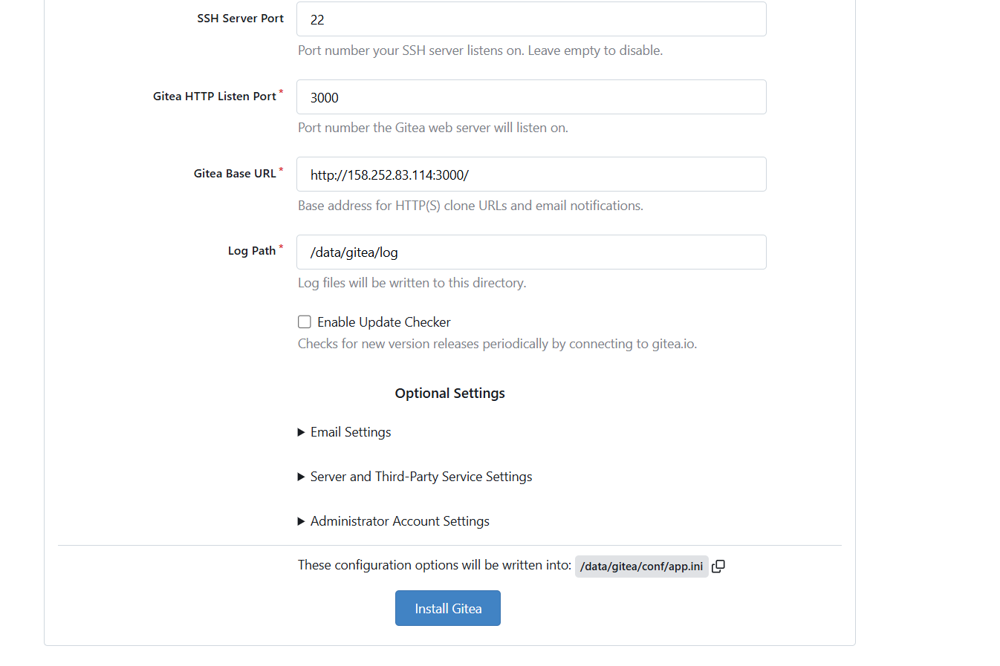 SSH Server Port
22
Port number your SSH server listens on. Leave empty to disable.
Gitea HTTP Listen Port *
3000
Port number the Gitea web server will listen on.
Gitea Base URL *
http://158.252.83.114:3000/
Base address for HTTP(S) clone URLs and email notifications.
Log Path *
/data/gitea/log
Log files will be written to this directory.
Enable Update Checker
Checks for new version releases periodically by connecting to gitea.io.
Optional Settings
Email Settings
Server and Third-Party Service Settings
Administrator Account Settings
These configuration options will be written into: /data/gitea/conf/app.ini
Install Gitea